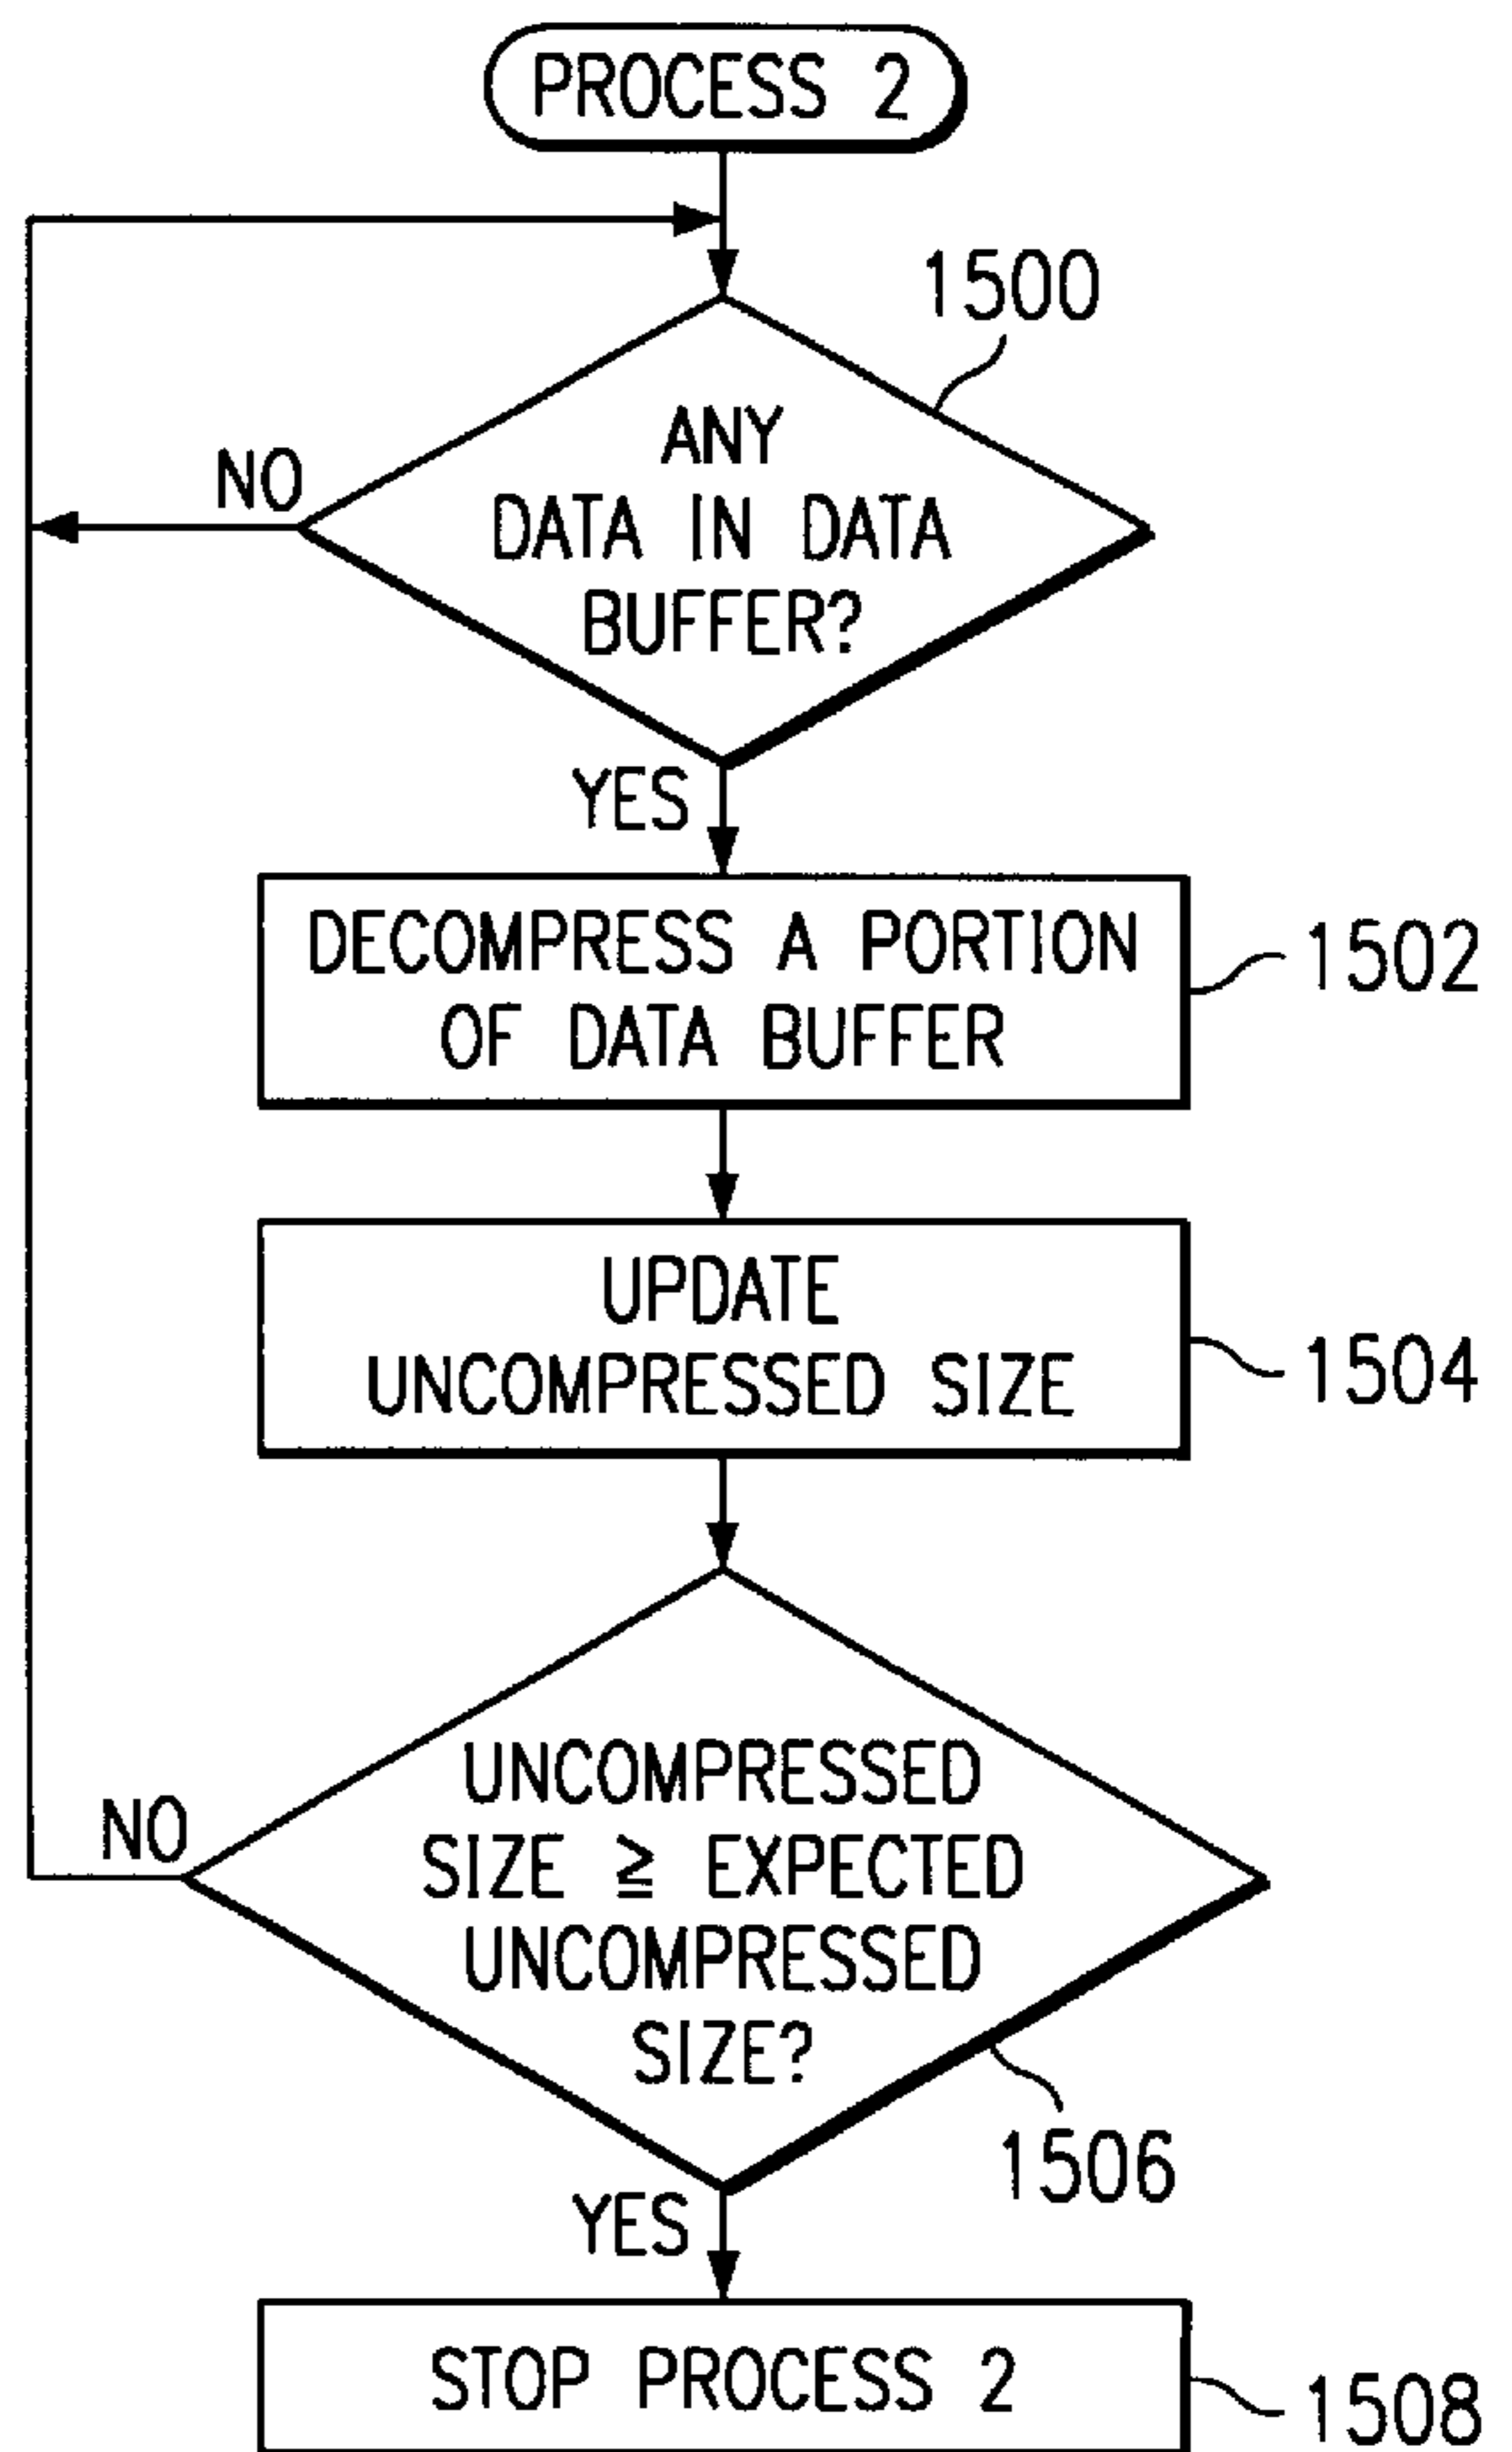 PROCESS 2
1500
ANY
DATA IN DATA
BUFFER?
NO
YES
DECOMPRESS A PORTION
OF DATA BUFFER
1502
UPDATE
UNCOMPRESSED SIZE
1504
UNCOMPRESSED
SIZE ≧ EXPECTED
UNCOMPRESSED
SIZE?
NO
1506
YES
STOP PROCESS 2
1508